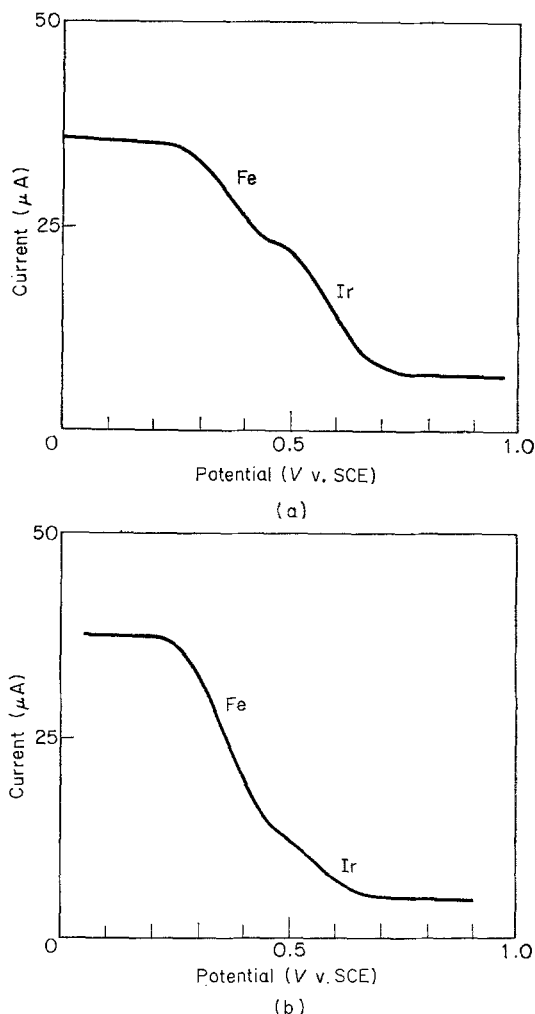 50
Fe
25
Current (μA)
Ir
0
0.5
1.0
Potential (V v. SCE)
(a)
50
Fe
25
Current (μA)
Ir
0
0.5
1.0
Potential (V v. SCE)
(b)